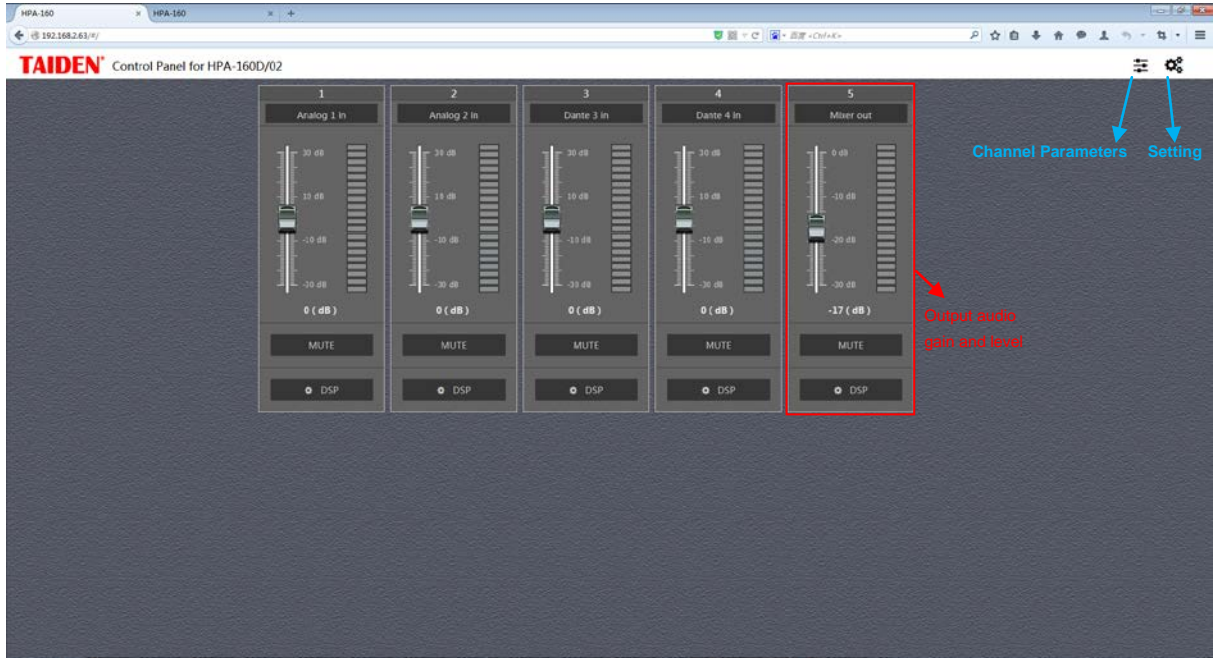 HPA-160 × HPA-160 × +
192.168.2.63/#/ 百度 <Ctrl+K>
TAIDEN Control Panel for HPA-160D/02
1 2 3 4 5
Analog 1 in Analog 2 in Dante 3 in Dante 4 in Mixer out
Channel Parameters Setting
30 dB 30 dB 30 dB 30 dB 0 dB
10 dB 10 dB 10 dB 10 dB -10 dB
-10 dB -10 dB -10 dB -10 dB -20 dB
-30 dB -30 dB -30 dB -30 dB -30 dB
0 ( dB ) 0 ( dB ) 0 ( dB ) 0 ( dB ) -17 ( dB )
Output audio
gain and level
MUTE MUTE MUTE MUTE MUTE
DSP DSP DSP DSP DSP